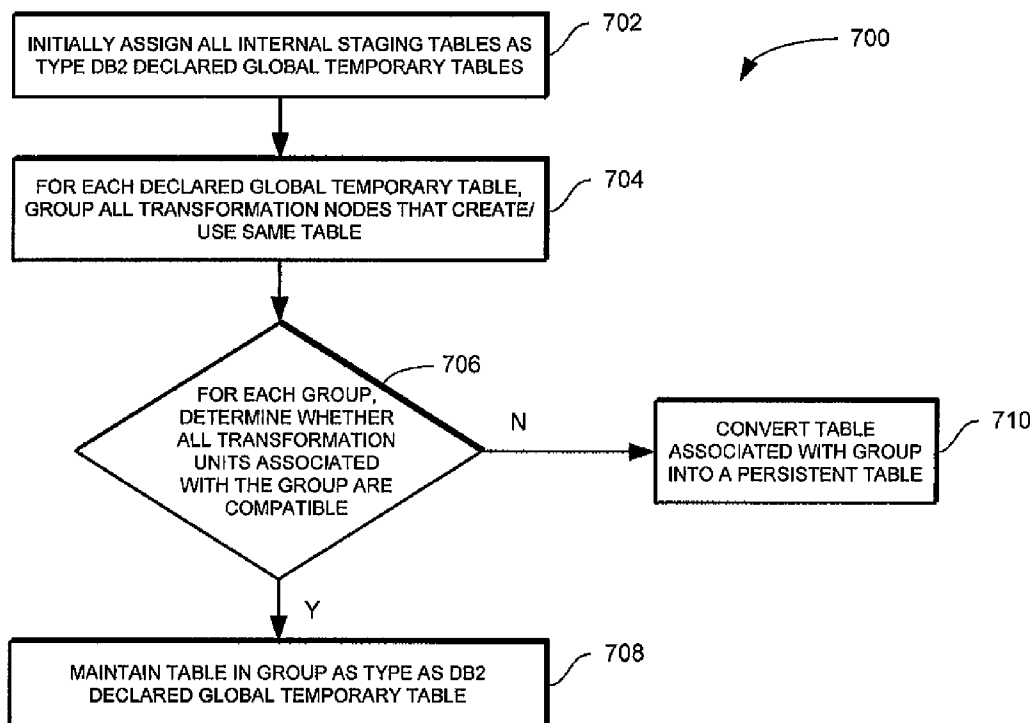 702
INITIALLY ASSIGN ALL INTERNAL STAGING TABLES AS
TYPE DB2 DECLARED GLOBAL TEMPORARY TABLES
700
704
FOR EACH DECLARED GLOBAL TEMPORARY TABLE,
GROUP ALL TRANSFORMATION NODES THAT CREATE/
USE SAME TABLE
706
FOR EACH GROUP,
DETERMINE WHETHER
ALL TRANSFORMATION
UNITS ASSOCIATED
WITH THE GROUP ARE
COMPATIBLE
N
710
CONVERT TABLE
ASSOCIATED WITH GROUP
INTO A PERSISTENT TABLE
Y
708
MAINTAIN TABLE IN GROUP AS TYPE AS DB2
DECLARED GLOBAL TEMPORARY TABLE